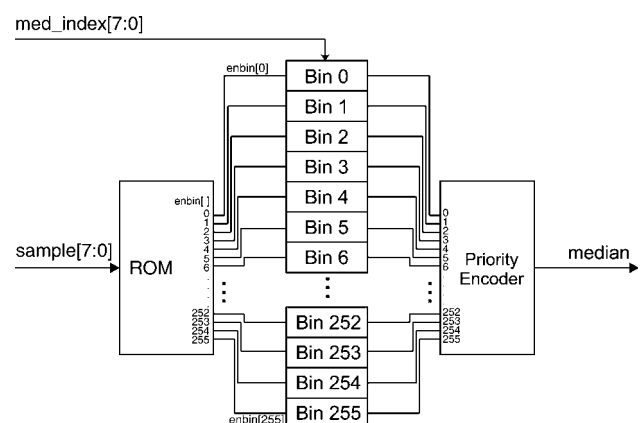 med_index[7:0]
enbin[0]
Bin 0
Bin 1
Bin 2
Bin 3
Bin 4
Bin 5
Bin 6
enbin[ ]
0
1
2
3
4
5
6
252
253
254
255
sample[7:0]
ROM
0
1
2
3
4
5
6
252
253
254
255
Priority
Encoder
median
Bin 252
Bin 253
Bin 254
Bin 255
enbin[255]